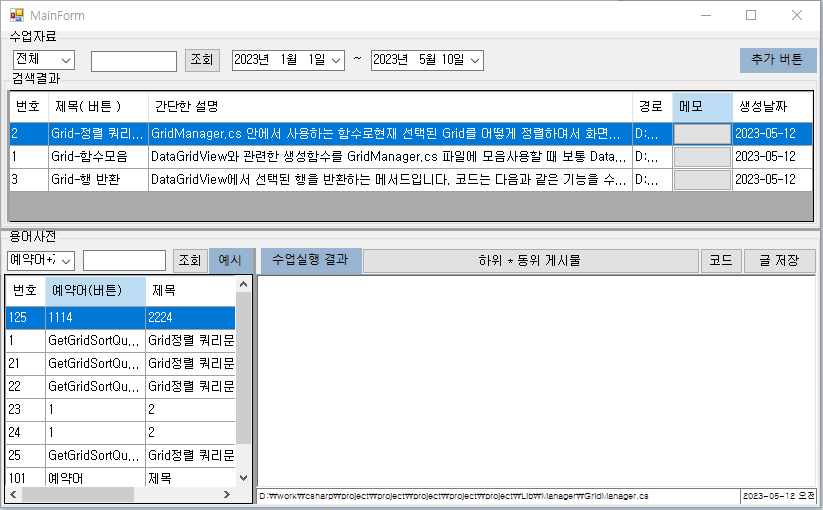 MainForm
수업자료
전체 조회 2023년 1월 1일 ~ 2023년 5월 10일 추가 버튼
검색결과
번호 제목( 버튼 ) 간단한 설명 경로 메모 생성날짜
2 Grid-정렬 쿼리... GridManager.cs 안에서 사용하는 함수로현재 선택된 Grid를 어떻게 정렬하여서 화면... D:... 2023-05-12
1 Grid-함수모음 DataGridView와 관련한 생성함수를 GridManager.cs 파일에 모음사용할 때 보통 Data... D:... 2023-05-12
3 Grid-행 반환 DataGridView에서 선택된 행을 반환하는 메서드입니다. 코드는 다음과 같은 기능을 수... D:... 2023-05-12
용어사전
예약어+ 조회 예시 수업실행 결과 하위 * 동위 게시물 코드 글 저장
번호 예약어(버튼) 제목
125 1114 2224
1 GetGridSortQu... Grid정렬 쿼리문
21 GetGridSortQu... Grid정렬 쿼리문
22 GetGridSortQu... Grid정렬 쿼리문
23 1 2
24 1 2
25 GetGridSortQu... Grid정렬 쿼리문
101 예약어 제목
D:₩work₩csharp₩project₩project₩project₩project₩project₩Lib₩Manager₩GridManager.cs 2023-05-12 오전